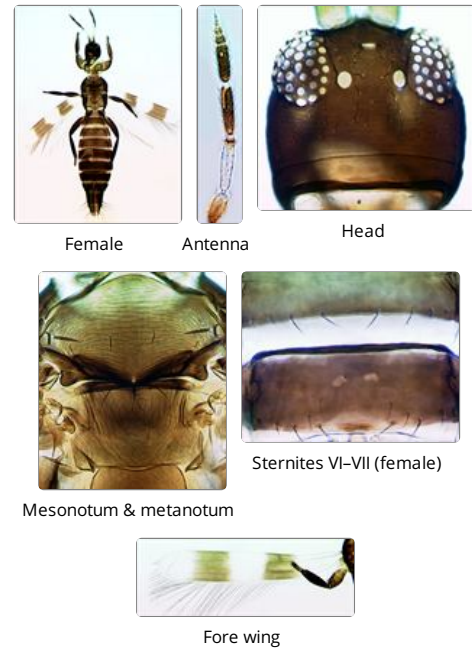 Female
Antenna
Head
Mesonotum & metanotum
Sternites VI–VII (female)
Fore wing